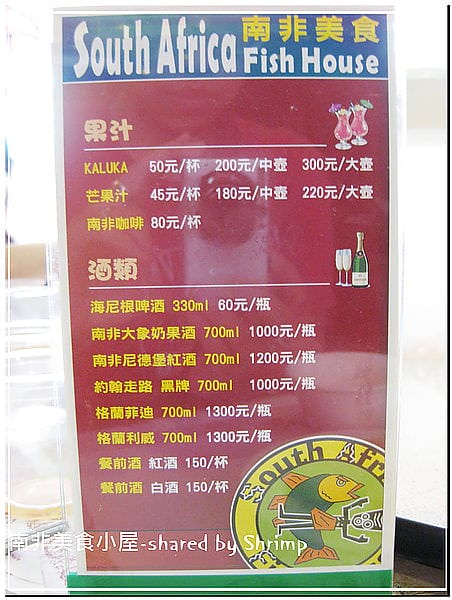 South Africa 南非美食
Fish House
果汁
KALUKA 50元/杯 200元/中壺 300元/大壺
芒果汁 45元/杯 180元/中壺 220元/大壺
南非咖啡 80元/杯
酒類
海尼根啤酒 330ml 60元/瓶
南非大象奶果酒 700ml 1000元/瓶
南非尼德堡紅酒 700ml 1200元/瓶
約翰走路 黑牌 700ml 1000元/瓶
格蘭菲迪 700ml 1300元/瓶
格蘭利威 700ml 1300元/瓶
餐前酒 紅酒 150/杯
餐前酒 白酒 150/杯
South Afri
Fish House
南非美食小屋-shared by Shrimp